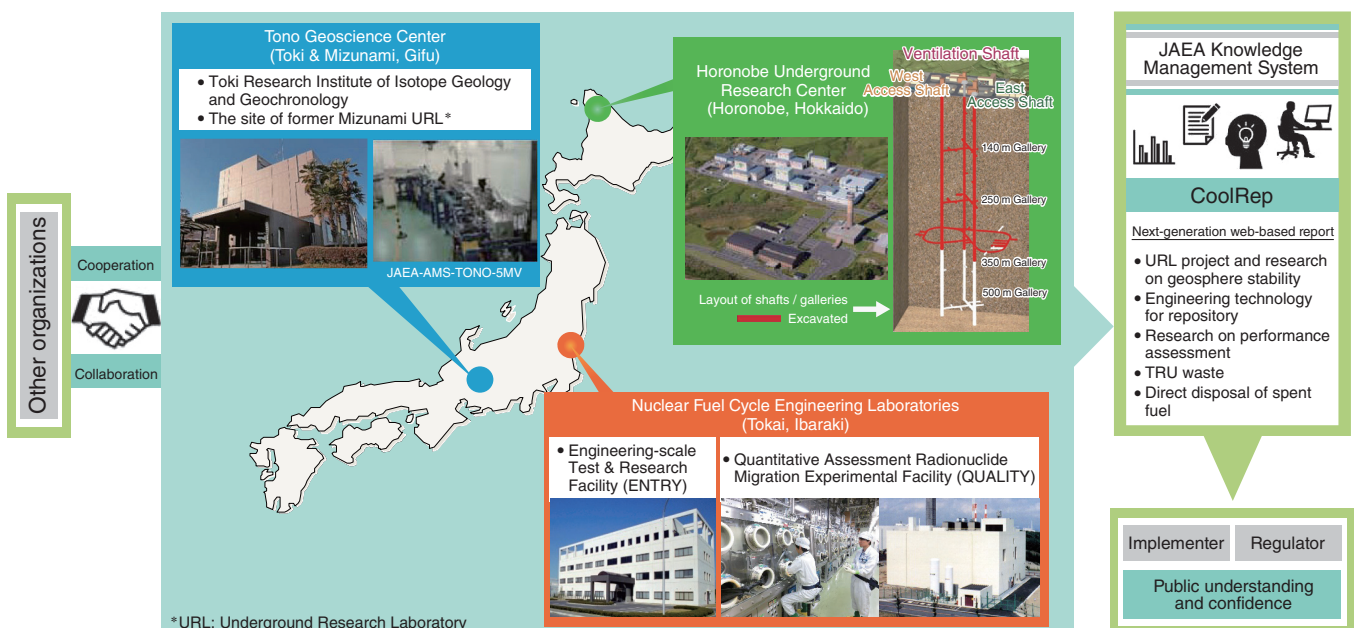 Other organizations
Cooperation
Collaboration
Tono Geoscience Center
(Toki & Mizunami, Gifu)
• Toki Research Institute of Isotope Geology
and Geochronology
• The site of former Mizunami URL*
JAEA-AMS-TONO-5MV
Horonobe Underground
Research Center
(Horonobe, Hokkaido)
Ventilation Shaft
West
Access Shaft
East
Access Shaft
140 m Gallery
250 m Gallery
350 m Gallery
500 m Gallery
Layout of shafts / galleries
Excavated
Nuclear Fuel Cycle Engineering Laboratories
(Tokai, Ibaraki)
• Engineering-scale
Test & Research
Facility (ENTRY)
• Quantitative Assessment Radionuclide
Migration Experimental Facility (QUALITY)
*URL: Underground Research Laboratory
JAEA Knowledge
Management System
CoolRep
Next-generation web-based report
• URL project and research
on geosphere stability
• Engineering technology
for repository
• Research on performance
assessment
• TRU waste
• Direct disposal of spent
fuel
Implementer
Regulator
Public understanding
and confidence